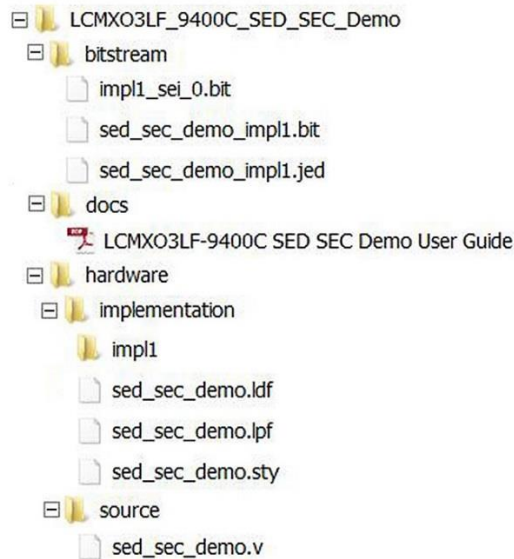 LCMXO3LF_9400C_SED_SEC_Demo
bitstream
impl1_sei_0.bit
sed_sec_demo_impl1.bit
sed_sec_demo_impl1.jed
docs
LCMXO3LF-9400C SED SEC Demo User Guide
hardware
implementation
impl1
sed_sec_demo.ldf
sed_sec_demo.lpf
sed_sec_demo.sty
source
sed_sec_demo.v